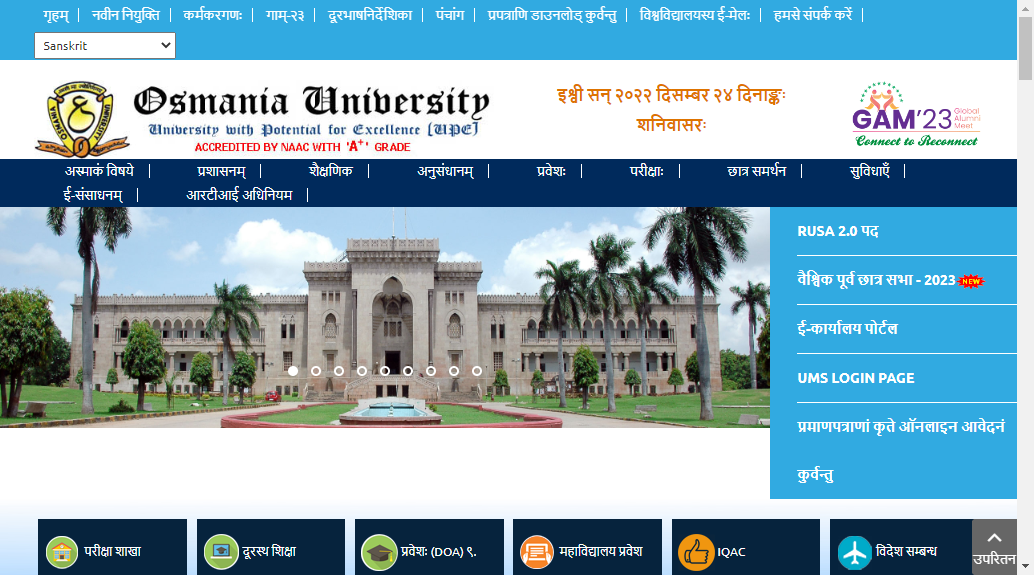 गृहम् नवीन नियुक्ति कर्मकरगणः गाम्-२३ दूरभाषनिर्देशिका पंचांग प्रपत्राणि डाउनलोड् कुर्वन्तु विश्वविद्यालयस्य ई-मेलः हमसे संपर्क करें
Sanskrit
Osmania University
University with Potential for Excellence [UPE]
ACCREDITED BY NAAC WITH 'A+' GRADE
इश्वी सन् २०२२ दिसम्बर २४ दिनाङ्कः
शनिवासरः
GAM'23 Global Alumni Meet
Connect to Reconnect
अस्माकं विषये प्रशासनम् शैक्षणिक अनुसंधानम् प्रवेशः परीक्षाः छात्र समर्थन सुविधाएँ
ई-संसाधनम् आरटीआई अधिनियम
RUSA 2.0 पद
वैश्विक पूर्व छात्र सभा - 2023 NEW
ई-कार्यालय पोर्टल
UMS LOGIN PAGE
प्रमाणपत्राणां कृते ऑनलाइन आवेदनं
कुर्वन्तु
परीक्षा शाखा दूरस्थ शिक्षा प्रवेशः (DOA) ९. महाविद्यालय प्रवेश IQAC विदेश सम्बन्ध
उपरितन